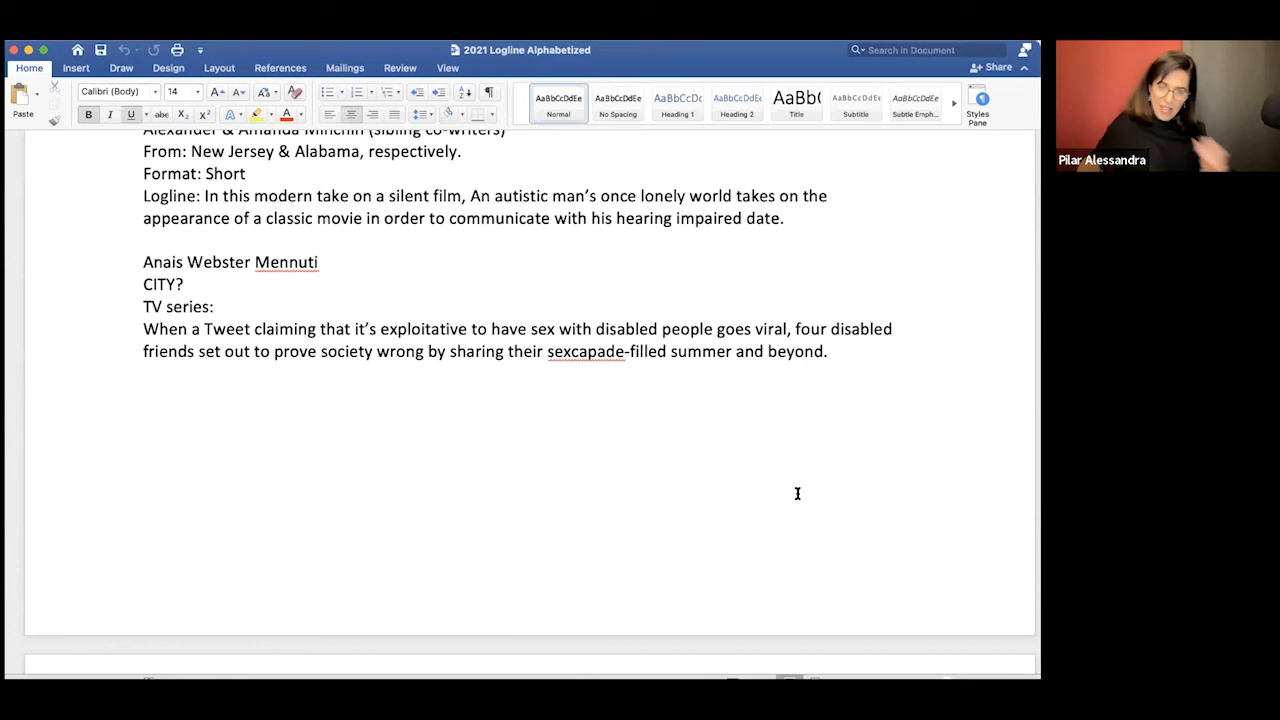 2021 Logline Alphabetized
Search in Document
Home Insert Draw Design Layout References Mailings Review View
Share
Paste
Calibri (Body) 14
AaBbCcDdEe AaBbCcDdEe AaBbCcDc AaBbCcDdEe AaBb( AaBbCcDdEe AaBbCcDdEe
Normal No Spacing Heading 1 Heading 2 Title Subtitle Subtle Emph...
Styles
Pane
Alexander & Amanda Minchin (sibling co-writers)
From: New Jersey & Alabama, respectively.
Format: Short
Logline: In this modern take on a silent film, An autistic man’s once lonely world takes on the
appearance of a classic movie in order to communicate with his hearing impaired date.
Anais Webster Mennuti
CITY?
TV series:
When a Tweet claiming that it’s exploitative to have sex with disabled people goes viral, four disabled
friends set out to prove society wrong by sharing their sexcapade-filled summer and beyond.
Pilar Alessandra